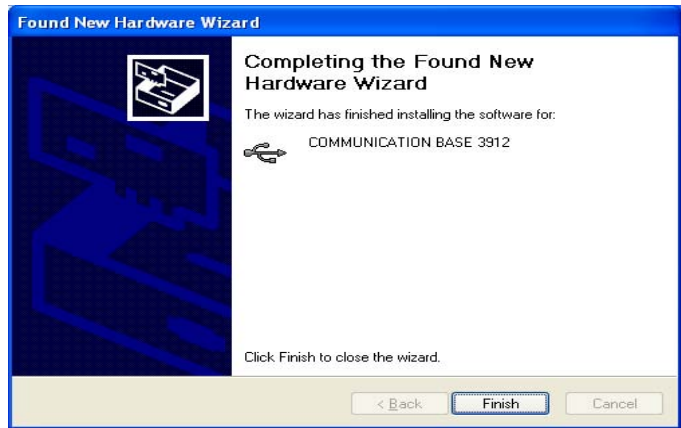 Found New Hardware Wizard
Completing the Found New
Hardware Wizard
The wizard has finished installing the software for:
COMMUNICATION BASE 3912
Click Finish to close the wizard.
< Back
Finish
Cancel